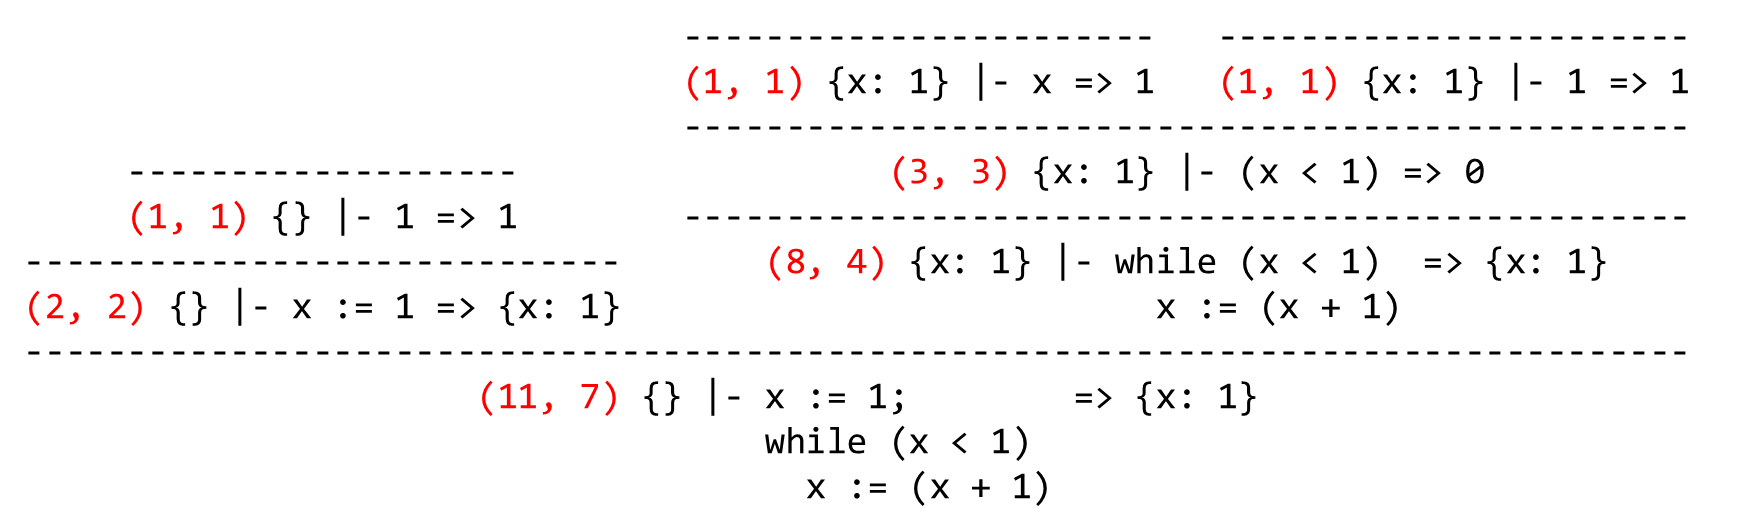 -----------------------   -----------------------
(1, 1) {x: 1} |- x => 1   (1, 1) {x: 1} |- 1 => 1
-------------------------------------------------
-------------------
(3, 3) {x: 1} |- (x < 1) => 0
(1, 1) {} |- 1 => 1
-------------------------------------------------
-----------------------------
(8, 4) {x: 1} |- while (x < 1)  => {x: 1}
(2, 2) {} |- x := 1 => {x: 1}
x := (x + 1)
---------------------------------------------------------------------------------
(11, 7) {} |- x := 1;        => {x: 1}
while (x < 1)
x := (x + 1)